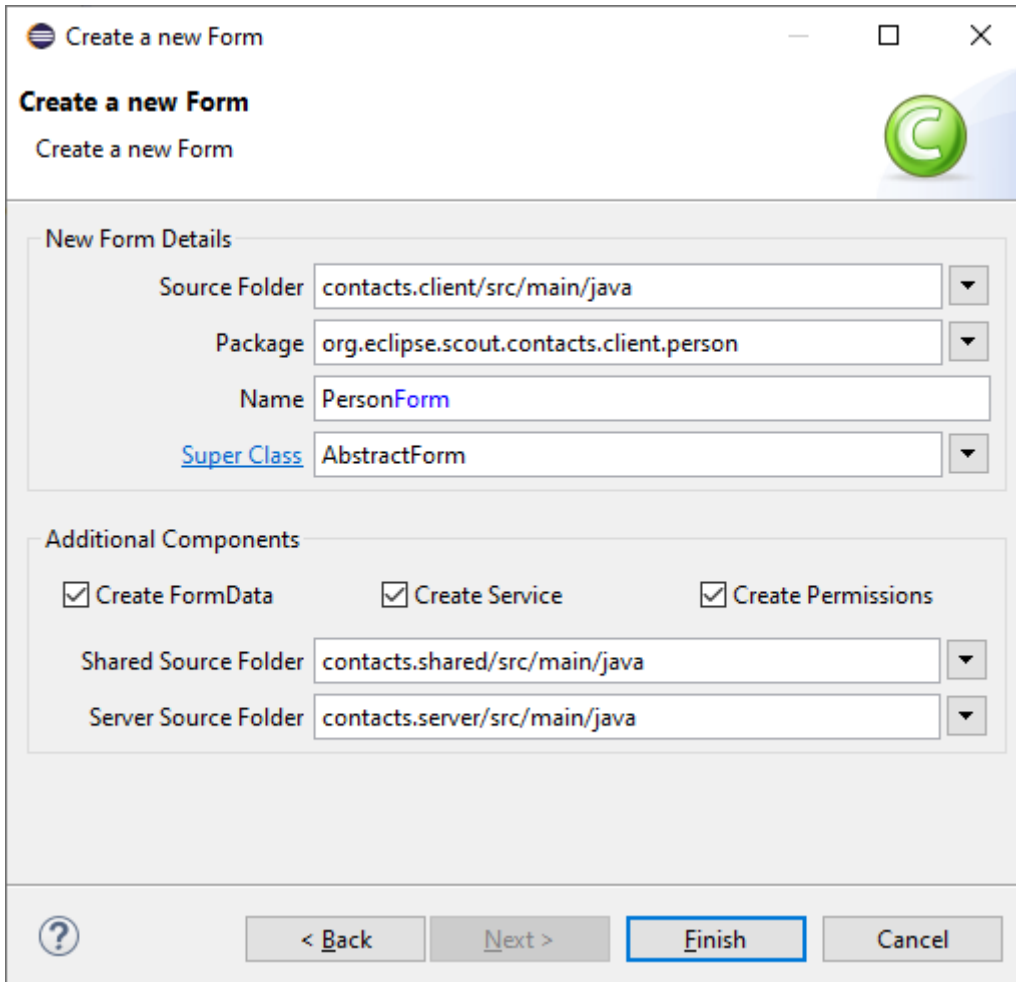 Create a new Form
Create a new Form
Create a new Form
New Form Details
Source Folder contacts.client/src/main/java
Package org.eclipse.scout.contacts.client.person
Name PersonForm
Super Class AbstractForm
Additional Components
Create FormData Create Service Create Permissions
Shared Source Folder contacts.shared/src/main/java
Server Source Folder contacts.server/src/main/java
? < Back Next > Finish Cancel